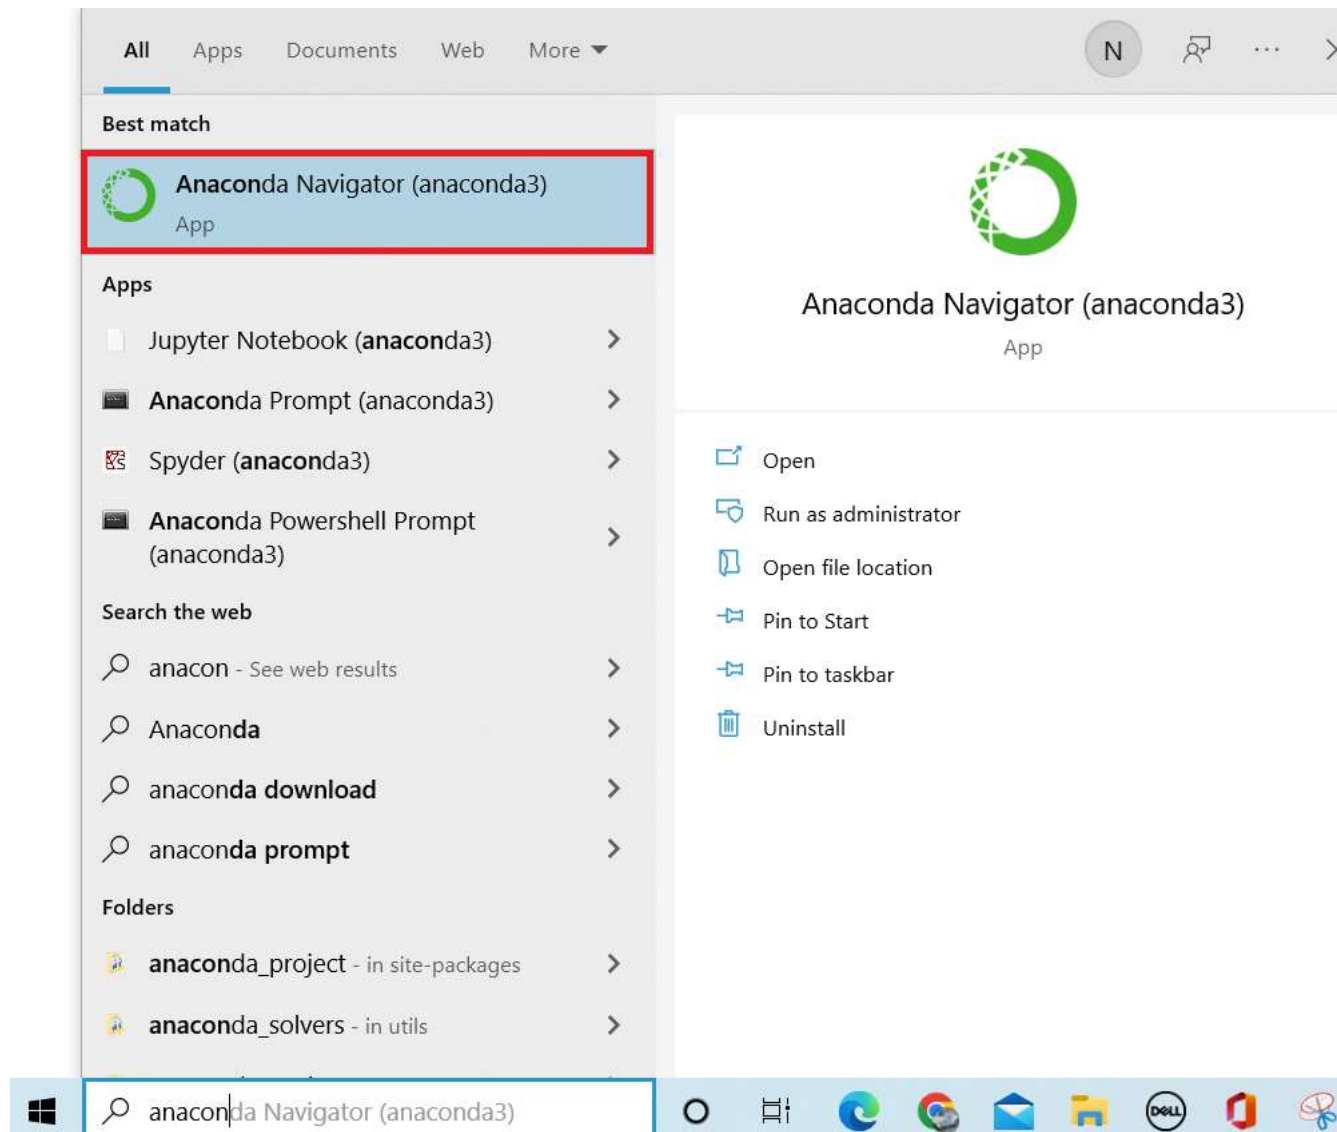 All Apps Documents Web More N ...
Best match
Anaconda Navigator (anaconda3)
App
Apps
Jupyter Notebook (anaconda3)
Anaconda Prompt (anaconda3)
Spyder (anaconda3)
Anaconda Powershell Prompt
(anaconda3)
Search the web
anacon - See web results
Anaconda
anaconda download
anaconda prompt
Folders
anaconda_project - in site-packages
anaconda_solvers - in utils
Anaconda Navigator (anaconda3)
App
Open
Run as administrator
Open file location
Pin to Start
Pin to taskbar
Uninstall
anaconda Navigator (anaconda3)
DELL